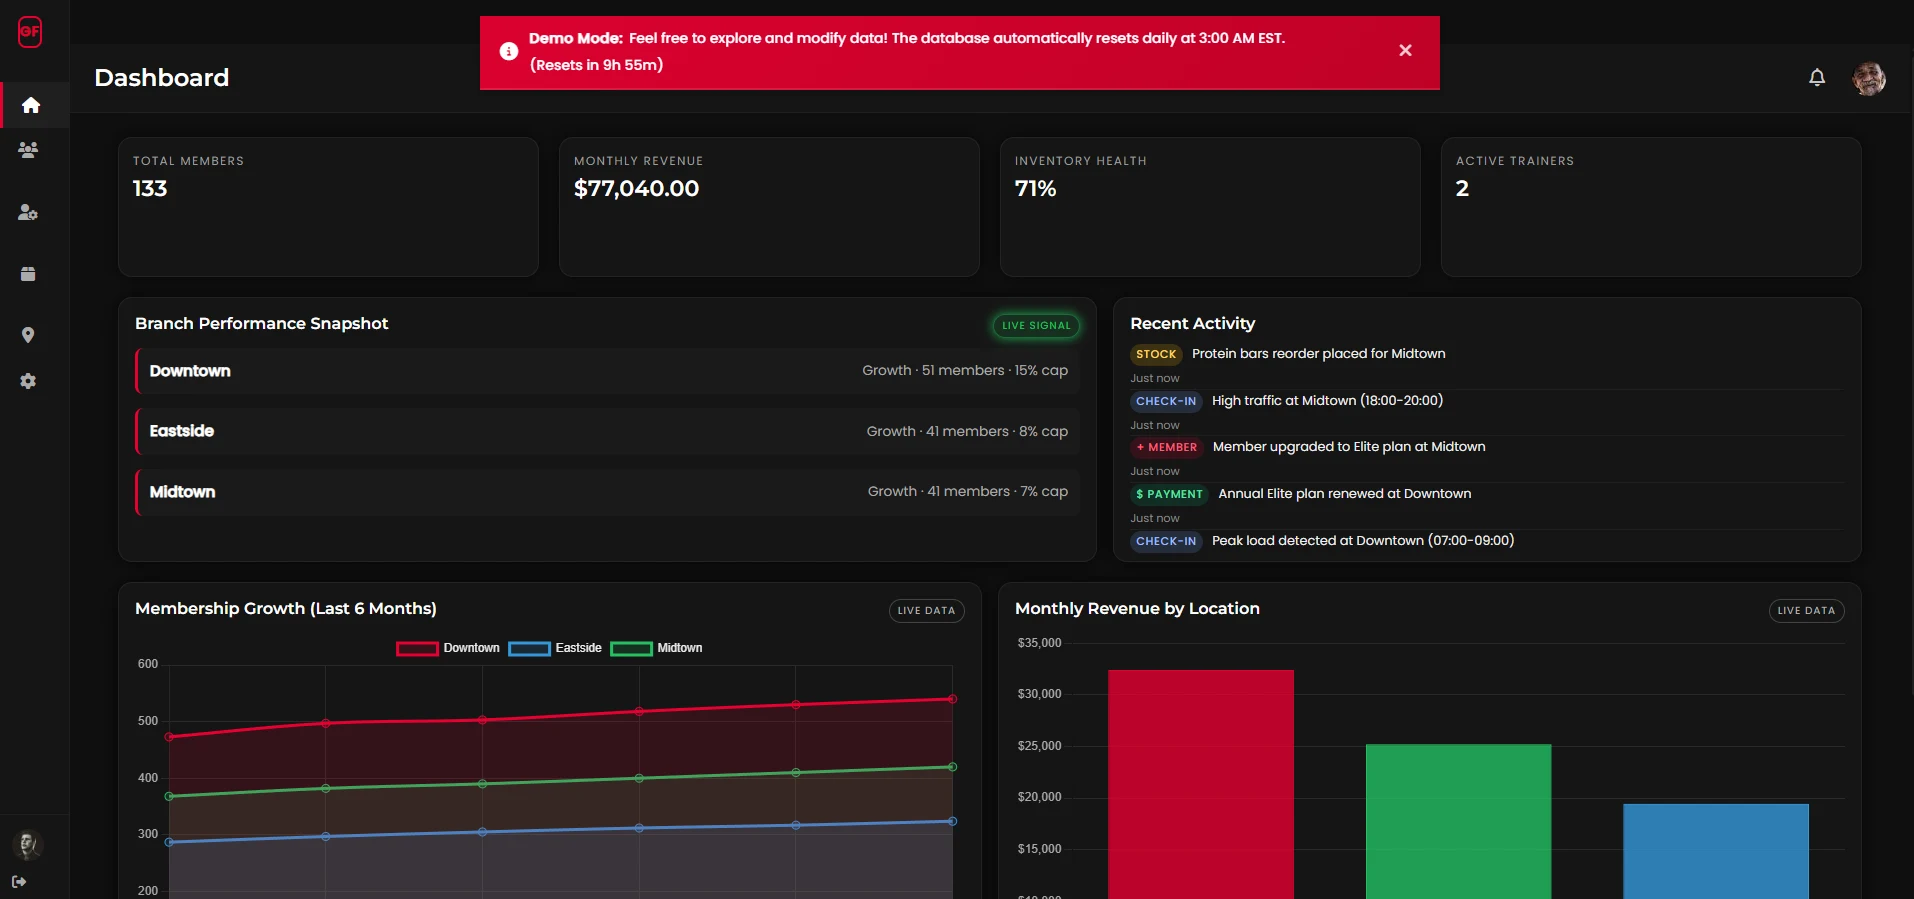 GF
Demo Mode: Feel free to explore and modify data! The database automatically resets daily at 3:00 AM EST.
(Resets in 9h 55m)
Dashboard
TOTAL MEMBERS
133
MONTHLY REVENUE
$77,040.00
INVENTORY HEALTH
71%
ACTIVE TRAINERS
2
Branch Performance Snapshot
LIVE SIGNAL
Downtown
Growth · 51 members · 15% cap
Eastside
Growth · 41 members · 8% cap
Midtown
Growth · 41 members · 7% cap
Recent Activity
STOCK Protein bars reorder placed for Midtown
Just now
CHECK-IN High traffic at Midtown (18:00-20:00)
Just now
+ MEMBER Member upgraded to Elite plan at Midtown
Just now
$ PAYMENT Annual Elite plan renewed at Downtown
Just now
CHECK-IN Peak load detected at Downtown (07:00-09:00)
Membership Growth (Last 6 Months)
LIVE DATA
Downtown Eastside Midtown
600
500
400
300
200
Monthly Revenue by Location
LIVE DATA
$35,000
$30,000
$25,000
$20,000
$15,000